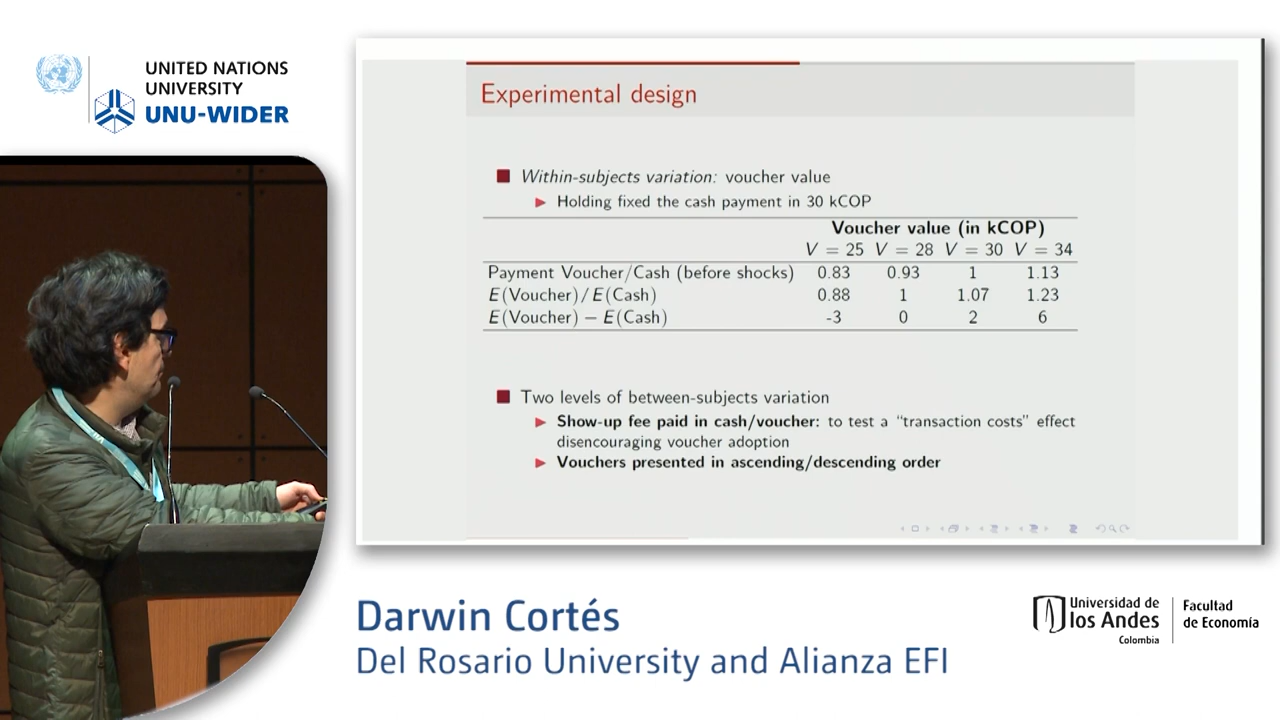 UNITED NATIONS
UNIVERSITY
UNU-WIDER
Experimental design
Within-subjects variation: voucher value
Holding fixed the cash payment in 30 kCOP
Voucher value (in kCOP)
V = 25 V = 28 V = 30 V = 34
Payment Voucher/Cash (before shocks) 0.83 0.93 1 1.13
E(Voucher)/E(Cash) 0.88 1 1.07 1.23
E(Voucher) − E(Cash) -3 0 2 6
Two levels of between-subjects variation
Show-up fee paid in cash/voucher: to test a “transaction costs” effect
disencouraging voucher adoption
Vouchers presented in ascending/descending order
Darwin Cortés
Del Rosario University and Alianza EFI
Universidad de
los Andes
Colombia
Facultad
de Economía